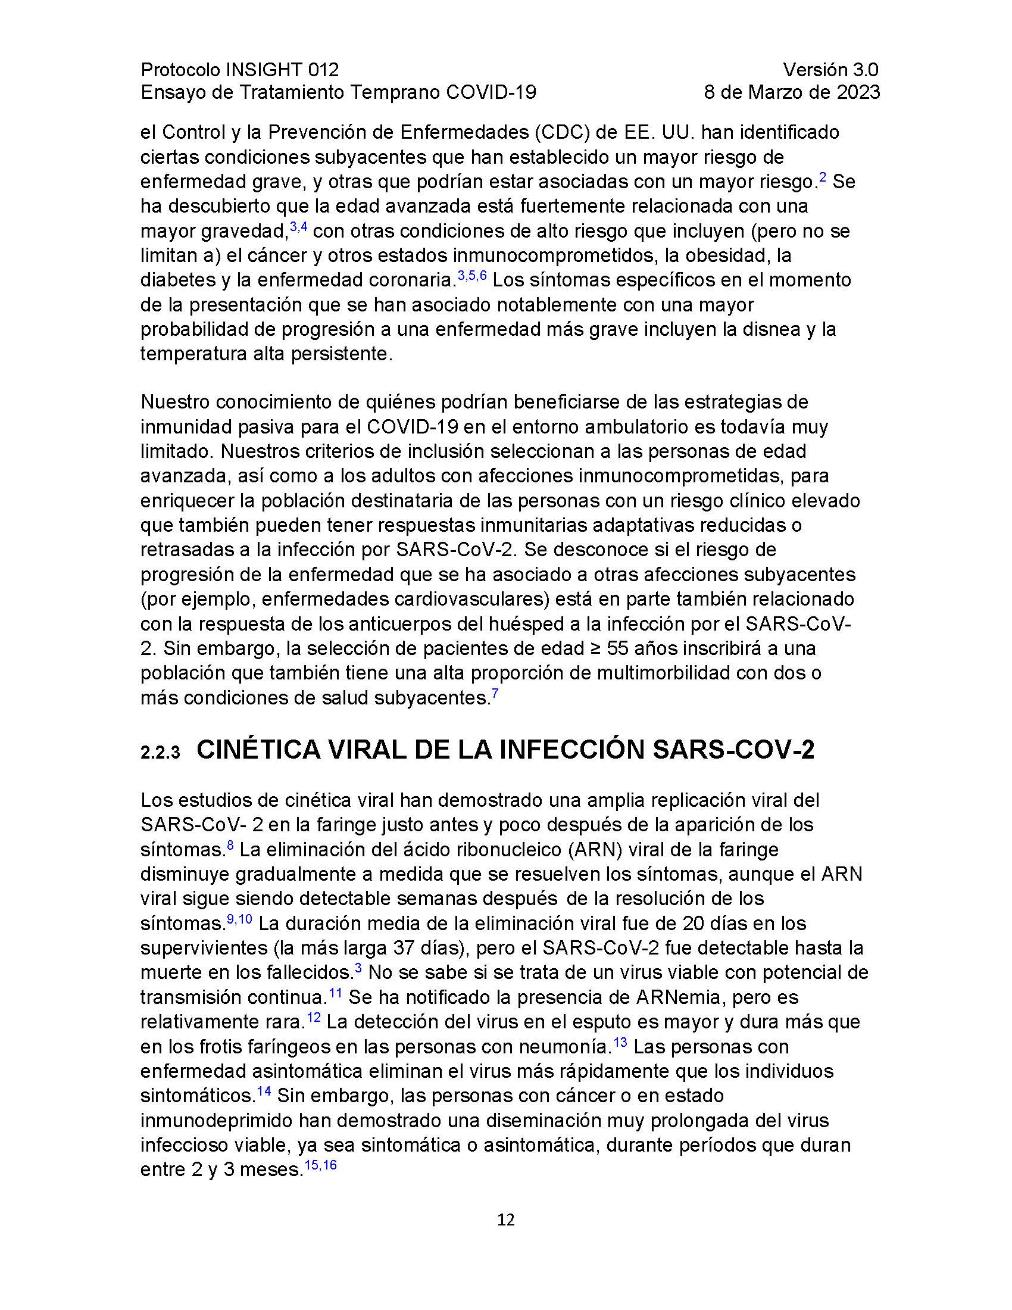 Protocolo INSIGHT 012 Versión 3.0
Ensayo de Tratamiento Temprano COVID-19 8 de Marzo de 2023
el Control y la Prevención de Enfermedades (CDC) de EE. UU. han identificado
ciertas condiciones subyacentes que han establecido un mayor riesgo de
enfermedad grave, y otras que podrían estar asociadas con un mayor riesgo.2 Se
ha descubierto que la edad avanzada está fuertemente relacionada con una
mayor gravedad,3,4 con otras condiciones de alto riesgo que incluyen (pero no se
limitan a) el cáncer y otros estados inmunocomprometidos, la obesidad, la
diabetes y la enfermedad coronaria.3,5,6 Los síntomas específicos en el momento
de la presentación que se han asociado notablemente con una mayor
probabilidad de progresión a una enfermedad más grave incluyen la disnea y la
temperatura alta persistente.
Nuestro conocimiento de quiénes podrían beneficiarse de las estrategias de
inmunidad pasiva para el COVID-19 en el entorno ambulatorio es todavía muy
limitado. Nuestros criterios de inclusión seleccionan a las personas de edad
avanzada, así como a los adultos con afecciones inmunocomprometidas, para
enriquecer la población destinataria de las personas con un riesgo clínico elevado
que también pueden tener respuestas inmunitarias adaptativas reducidas o
retrasadas a la infección por SARS-CoV-2. Se desconoce si el riesgo de
progresión de la enfermedad que se ha asociado a otras afecciones subyacentes
(por ejemplo, enfermedades cardiovasculares) está en parte también relacionado
con la respuesta de los anticuerpos del huésped a la infección por el SARS-CoV-
2. Sin embargo, la selección de pacientes de edad ≥ 55 años inscribirá a una
población que también tiene una alta proporción de multimorbilidad con dos o
más condiciones de salud subyacentes.7
2.2.3 CINÉTICA VIRAL DE LA INFECCIÓN SARS-COV-2
Los estudios de cinética viral han demostrado una amplia replicación viral del
SARS-CoV- 2 en la faringe justo antes y poco después de la aparición de los
síntomas.8 La eliminación del ácido ribonucleico (ARN) viral de la faringe
disminuye gradualmente a medida que se resuelven los síntomas, aunque el ARN
viral sigue siendo detectable semanas después de la resolución de los
síntomas.9,10 La duración media de la eliminación viral fue de 20 días en los
supervivientes (la más larga 37 días), pero el SARS-CoV-2 fue detectable hasta la
muerte en los fallecidos.3 No se sabe si se trata de un virus viable con potencial de
transmisión continua.11 Se ha notificado la presencia de ARNemia, pero es
relativamente rara.12 La detección del virus en el esputo es mayor y dura más que
en los frotis faríngeos en las personas con neumonía.13 Las personas con
enfermedad asintomática eliminan el virus más rápidamente que los individuos
sintomáticos.14 Sin embargo, las personas con cáncer o en estado
inmunodeprimido han demostrado una diseminación muy prolongada del virus
infeccioso viable, ya sea sintomática o asintomática, durante períodos que duran
entre 2 y 3 meses.15,16
12